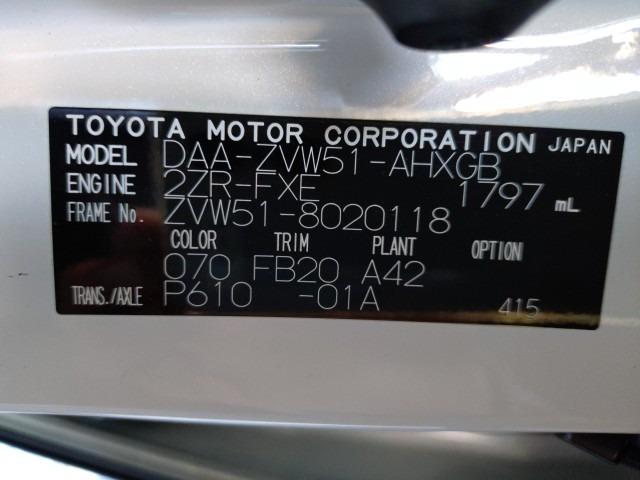 TOYOTA MOTOR CORPORATION JAPAN
MODEL DAA-ZVW51-AHXGB
ENGINE 2ZR-FXE 1797 mL
FRAME No. ZVW51-8020118
COLOR TRIM PLANT OPTION
070 FB20 A42
TRANS./AXLE P610 -01A 415